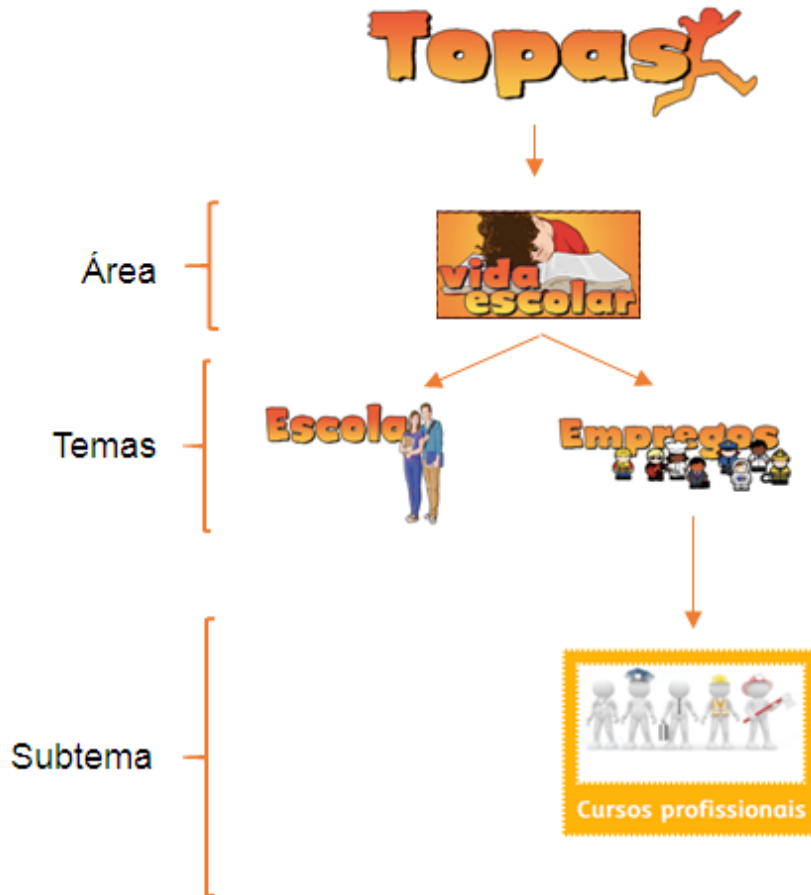 Topas
Área
vida
escolar
Temas
Escola
Empregos
Subtema
Cursos profissionais